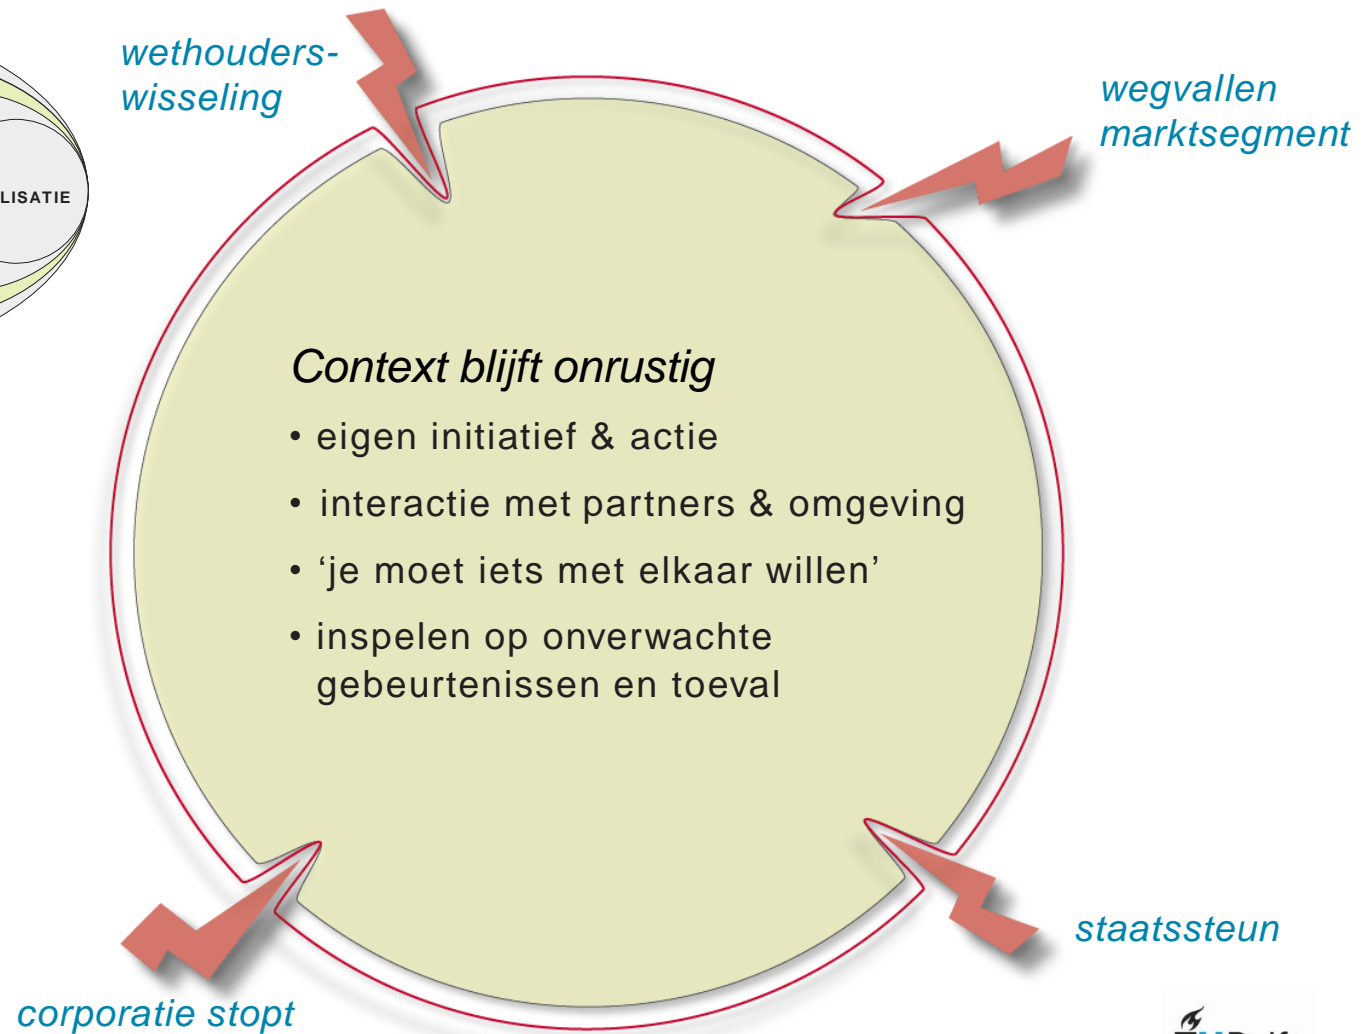 wethouders-
wisseling
wegvallen
marktsegment
LISATIE
Context blijft onrustig
• eigen initiatief & actie
• interactie met partners & omgeving
• ‘je moet iets met elkaar willen’
• inspelen op onverwachte
gebeurtenissen en toeval
staatssteun
corporatie stopt